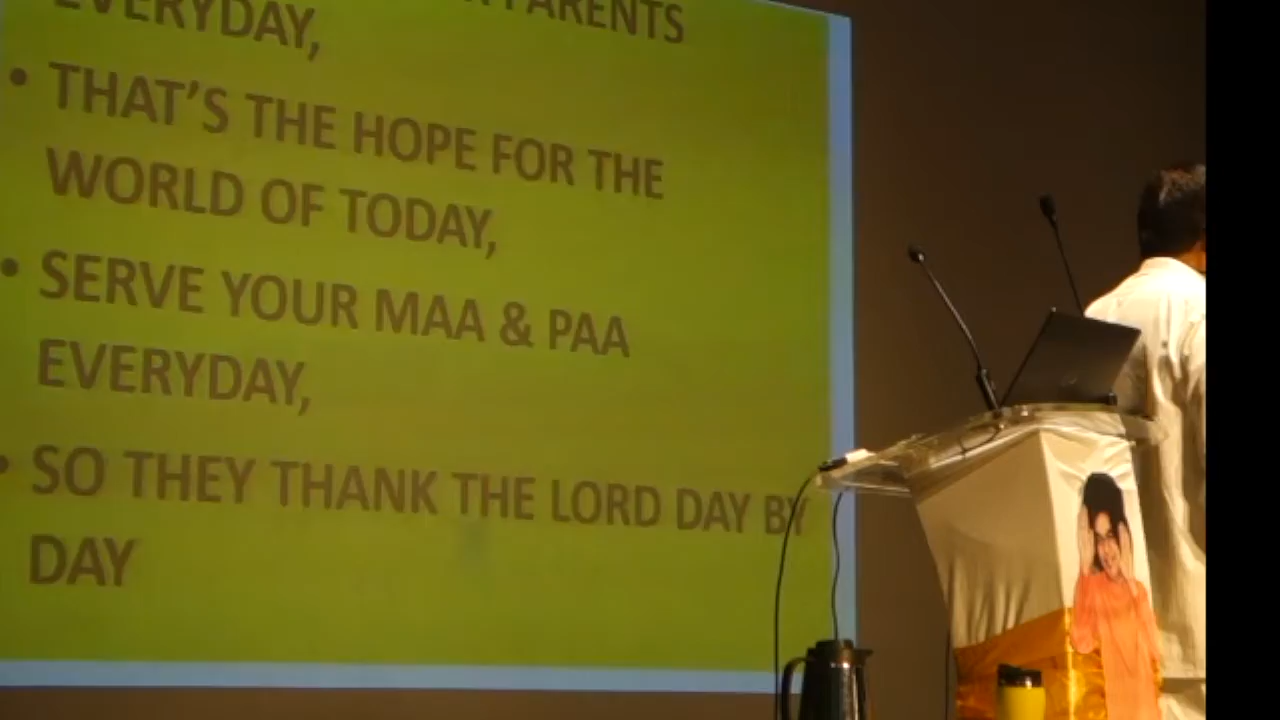 PARENTS
EVERYDAY,
• THAT'S THE HOPE FOR THE
WORLD OF TODAY,
• SERVE YOUR MAA & PAA
EVERYDAY,
• SO THEY THANK THE LORD DAY BY
DAY